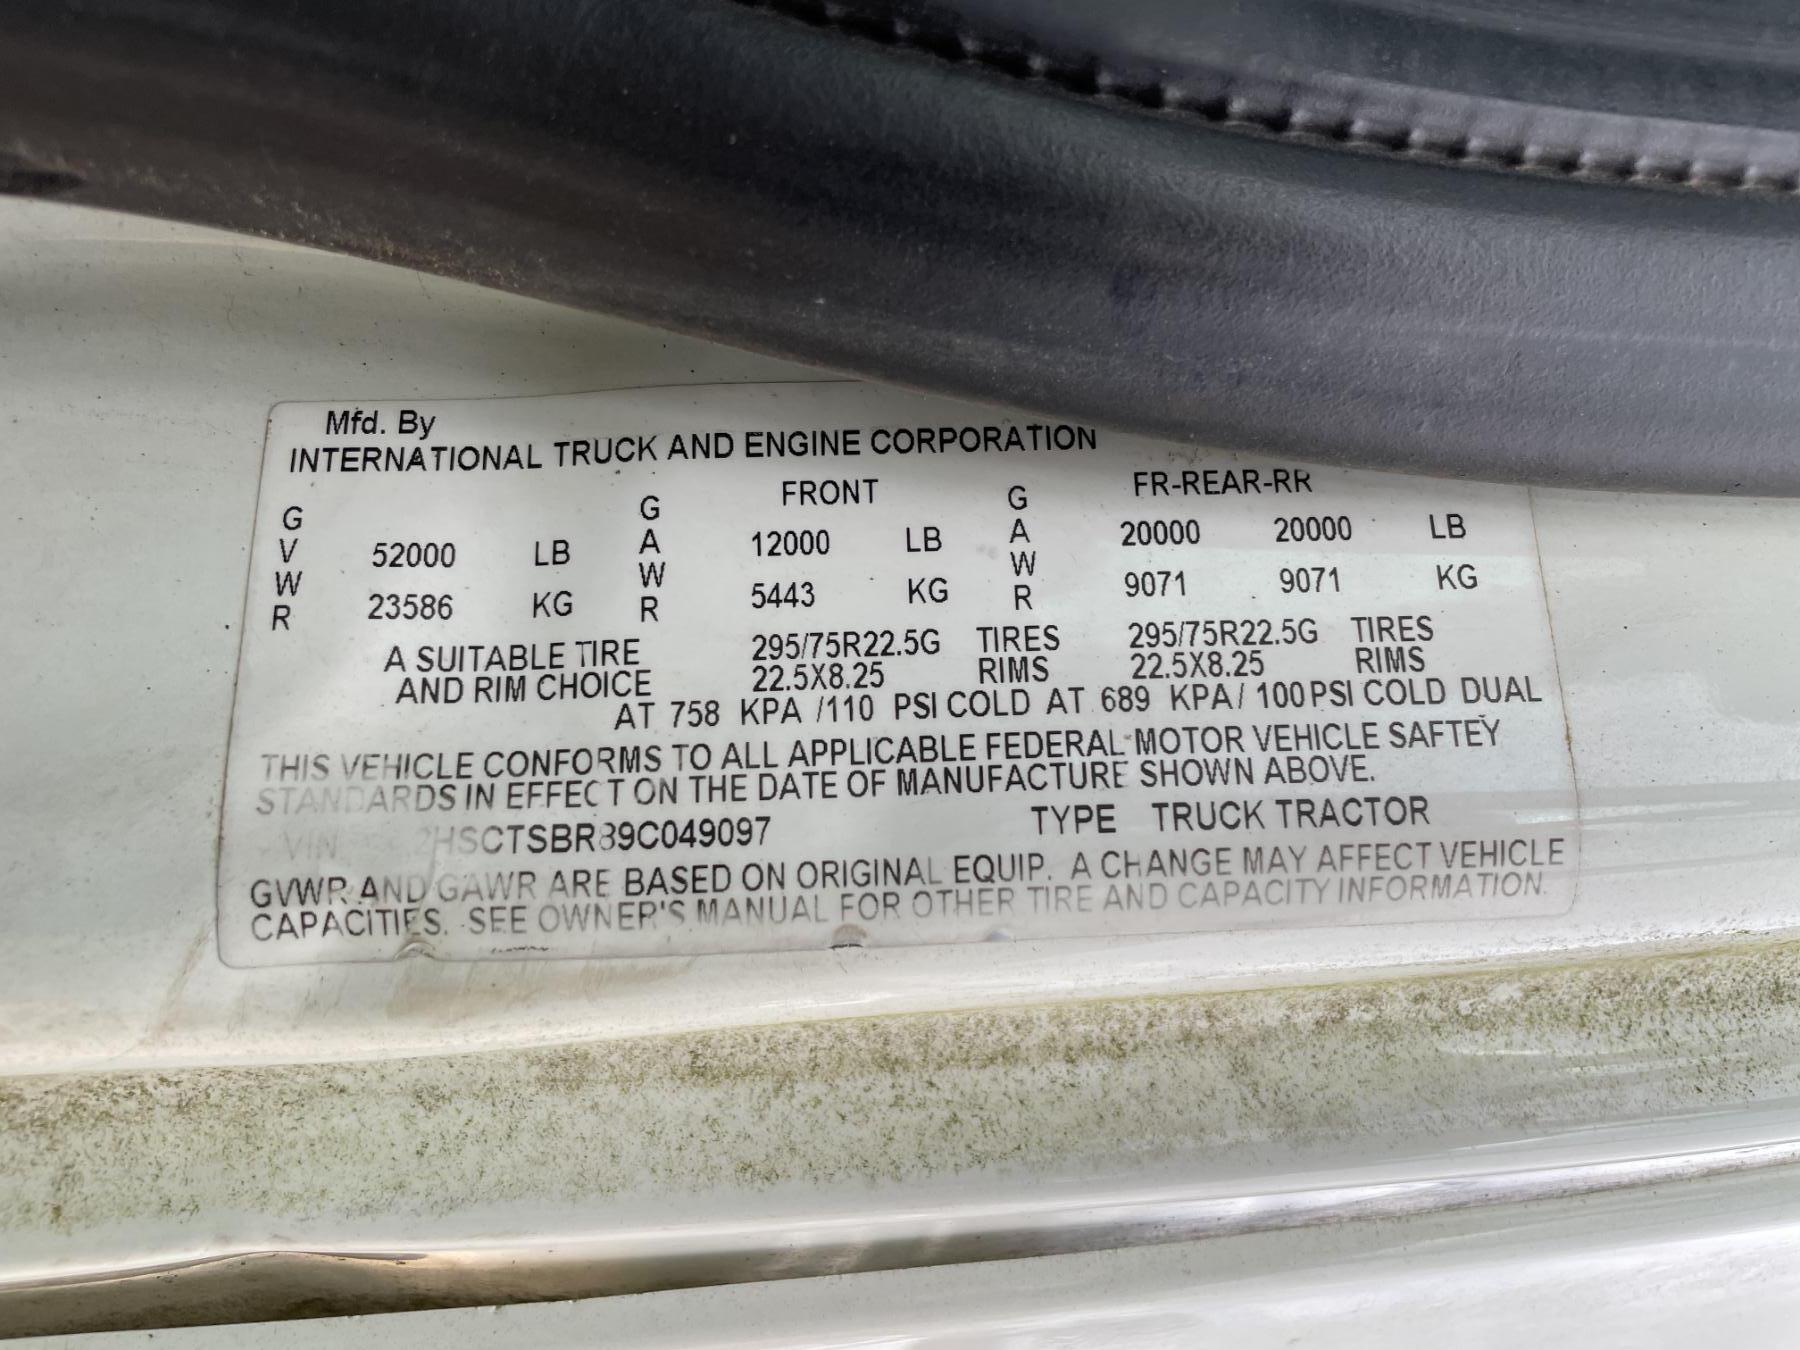 Mfd. By
INTERNATIONAL TRUCK AND ENGINE CORPORATION
FRONT FR-REAR-RR
GVWR 52000 LB GAWR 12000 LB GAWR 20000 20000 LB
23586 KG 5443 KG 9071 9071 KG
A SUITABLE TIRE 295/75R22.5G TIRES 295/75R22.5G TIRES
AND RIM CHOICE 22.5X8.25 RIMS 22.5X8.25 RIMS
AT 758 KPA /110 PSI COLD AT 689 KPA/ 100 PSI COLD DUAL
THIS VEHICLE CONFORMS TO ALL APPLICABLE FEDERAL MOTOR VEHICLE SAFTEY
STANDARDS IN EFFECT ON THE DATE OF MANUFACTURE SHOWN ABOVE.
VIN 2HSCTSBR89C049097 TYPE TRUCK TRACTOR
GVWR AND GAWR ARE BASED ON ORIGINAL EQUIP. A CHANGE MAY AFFECT VEHICLE
CAPACITIES. SEE OWNER'S MANUAL FOR OTHER TIRE AND CAPACITY INFORMATION.